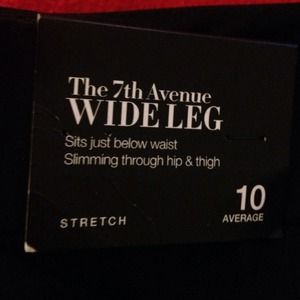 The 7th Avenue
WIDE LEG
Sits just below waist
Slimming through hip & thigh
10
AVERAGE
STRETCH